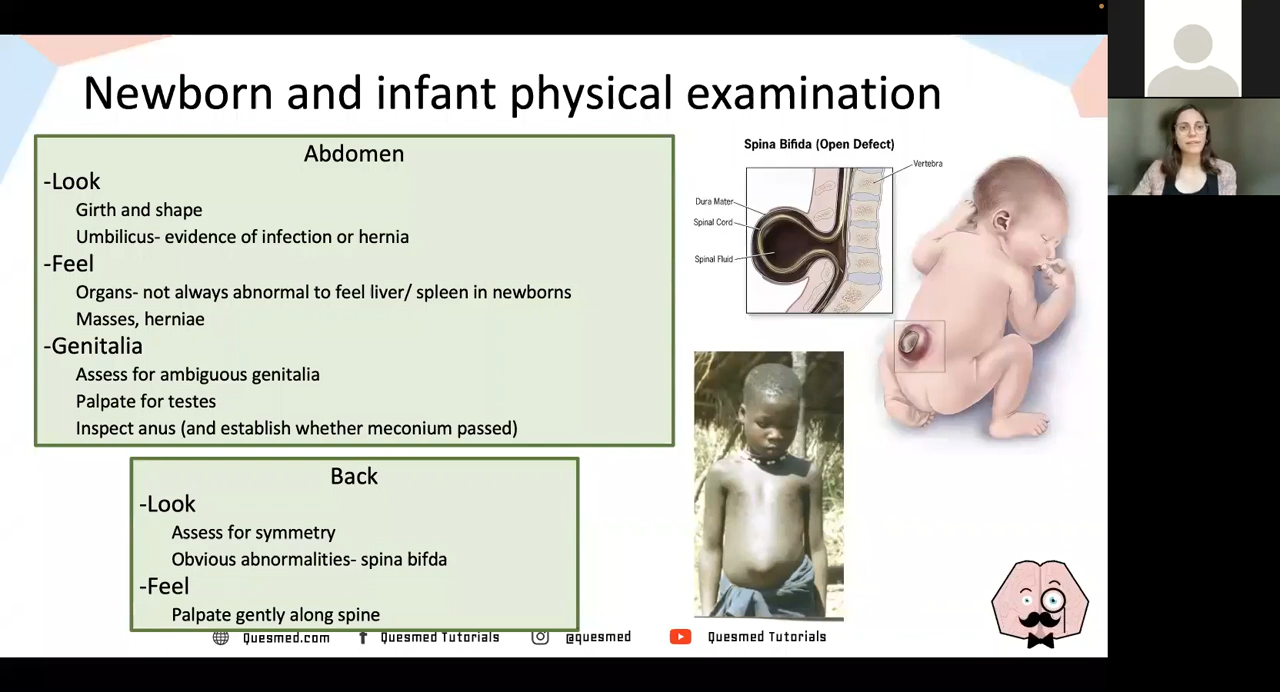 Newborn and infant physical examination
Abdomen
-Look
Girth and shape
Umbilicus- evidence of infection or hernia
-Feel
Organs- not always abnormal to feel liver/ spleen in newborns
Masses, herniae
-Genitalia
Assess for ambiguous genitalia
Palpate for testes
Inspect anus (and establish whether meconium passed)
Back
-Look
Assess for symmetry
Obvious abnormalities- spina bifda
-Feel
Palpate gently along spine
Spina Bifida (Open Defect)
Vertebra
Dura Mater
Spinal Cord
Spinal Fluid
Quesmed.com
Quesmed Tutorials
@quesmed
Quesmed Tutorials